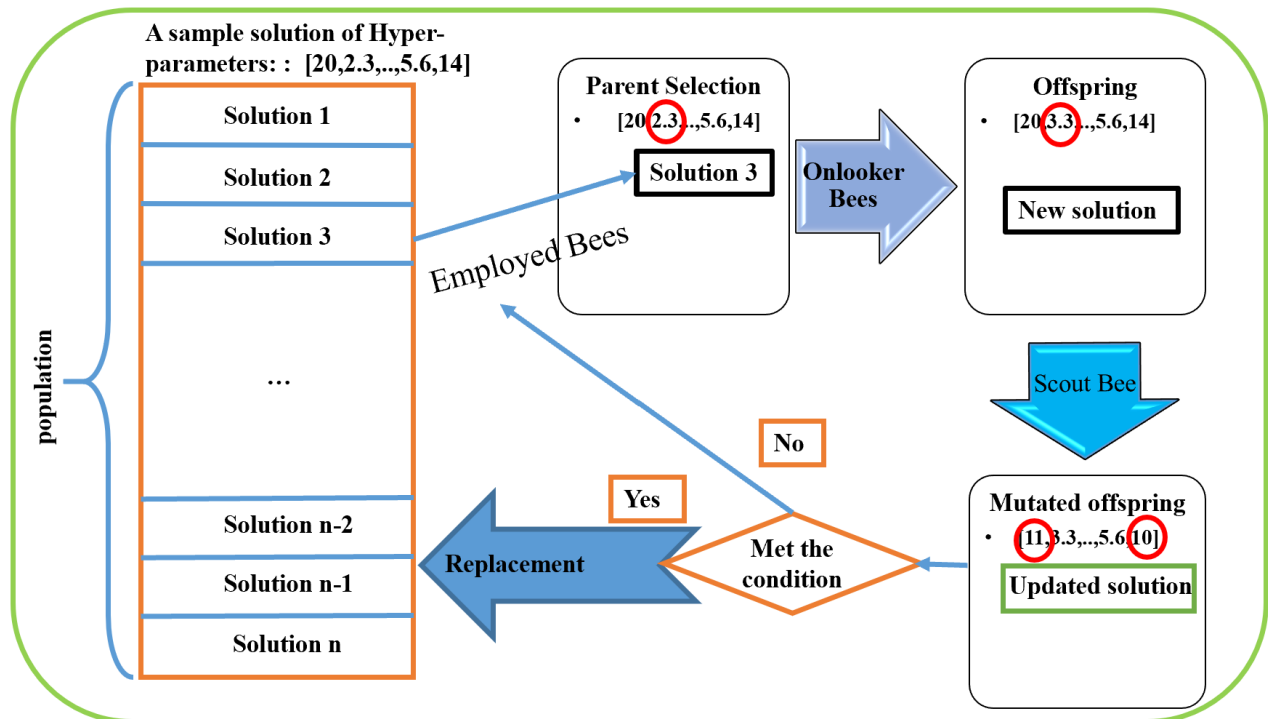 A sample solution of Hyper-
parameters: :  [20,2.3,..,5.6,14]
Solution 1
Solution 2
Solution 3
...
Solution n-2
Solution n-1
Solution n
population
Employed Bees
Parent Selection
• [20,2.3,..,5.6,14]
Solution 3
Onlooker
Bees
Offspring
• [20,3.3,..,5.6,14]
New solution
Scout Bee
Mutated offspring
• [11,3.3,..,5.6,10]
Updated solution
Met the
condition
No
Yes
Replacement